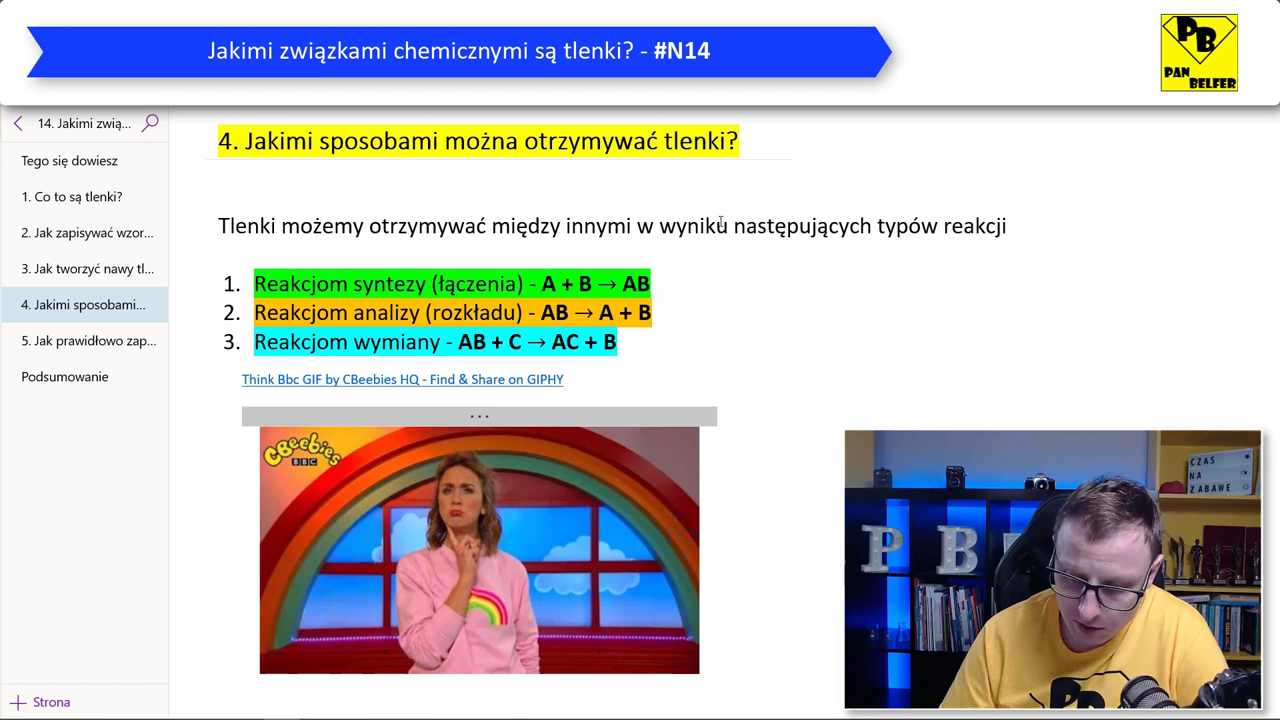 Jakimi związkami chemicznymi są tlenki? - #N14
PB
PAN
BELFER
14. Jakimi zwią...
Tego się dowiesz
1. Co to są tlenki?
2. Jak zapisywać wzor...
3. Jak tworzyć nawy tl...
4. Jakimi sposobami...
5. Jak prawidłowo zap...
Podsumowanie
Strona
4. Jakimi sposobami można otrzymywać tlenki?
Tlenki możemy otrzymywać między innymi w wyniku następujących typów reakcji
1. Reakcjom syntezy (łączenia) - A + B → AB
2. Reakcjom analizy (rozkładu) - AB → A + B
3. Reakcjom wymiany - AB + C → AC + B
Think Bbc GIF by CBeebies HQ - Find & Share on GIPHY
...
CBeebies
BBC
CZAS
NA
ZABAWE
P B
PB